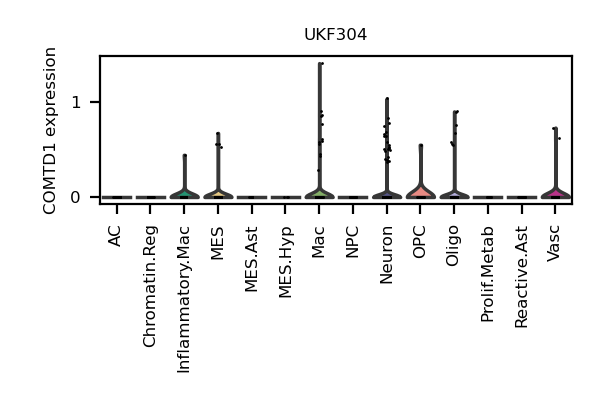 UKF304
COMTD1 expression
1
0
AC
Chromatin.Reg
Inflammatory.Mac
MES
MES.Ast
MES.Hyp
Mac
NPC
Neuron
OPC
Oligo
Prolif.Metab
Reactive.Ast
Vasc